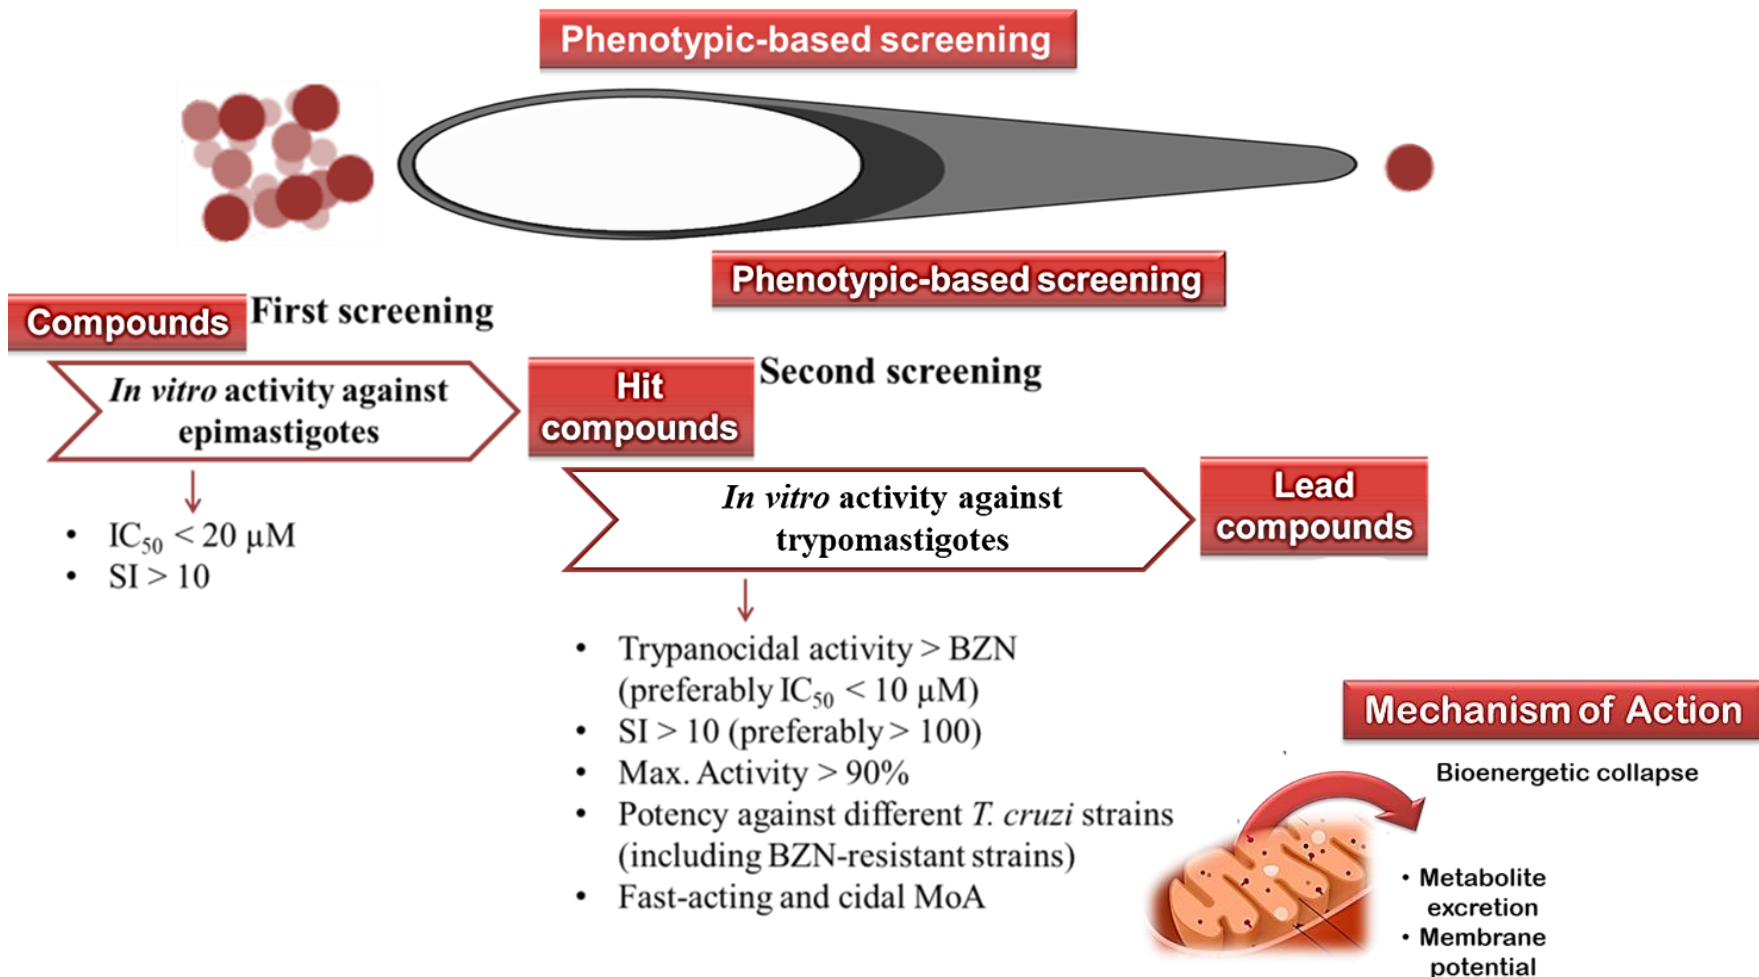 Phenotypic-based screening
Phenotypic-based screening
Compounds
First screening
In vitro activity against
epimastigotes
• IC₅₀ < 20 µM
• SI > 10
Hit
compounds
Second screening
In vitro activity against
trypomastigotes
Lead
compounds
• Trypanocidal activity > BZN
(preferably IC₅₀ < 10 µM)
• SI > 10 (preferably > 100)
• Max. Activity > 90%
• Potency against different T. cruzi strains
(including BZN-resistant strains)
• Fast-acting and cidal MoA
Mechanism of Action
Bioenergetic collapse
• Metabolite
excretion
• Membrane
potential